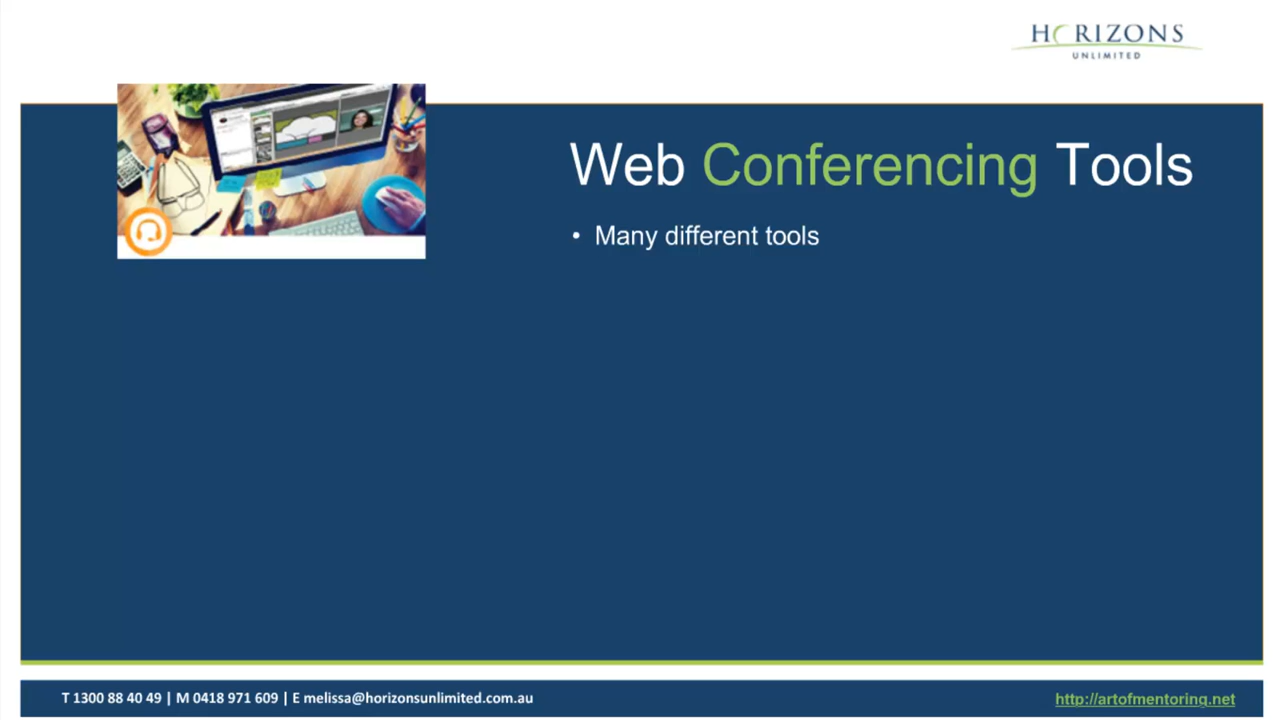 HORIZONS
UNLIMITED
Web Conferencing Tools
• Many different tools
T 1300 88 40 49 | M 0418 971 609 | E melissa@horizonsunlimited.com.au
http://artofmentoring.net